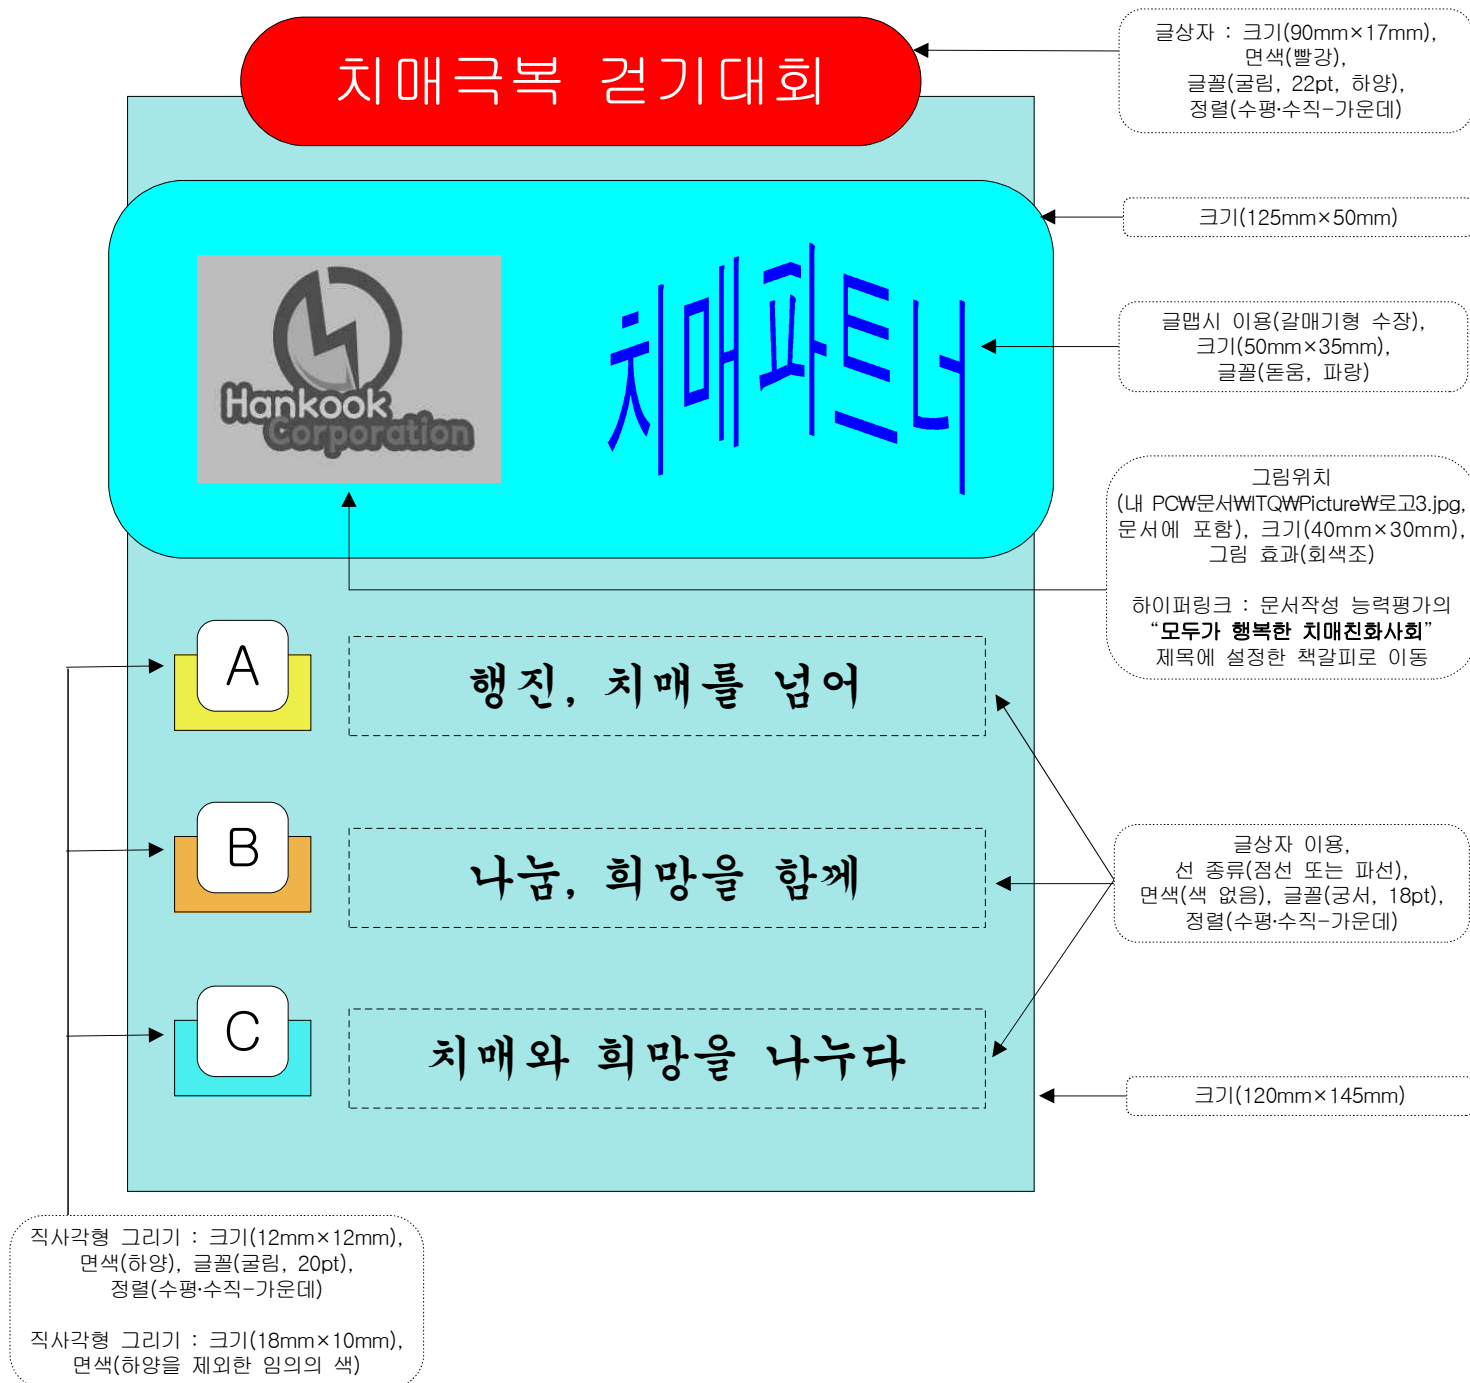 치매극복 걷기대회
글상자 : 크기(90mm×17mm),
면색(빨강),
글꼴(굴림, 22pt, 하양),
정렬(수평·수직-가운데)
크기(125mm×50mm)
Hankook
Corporation
치매파트너
글맵시 이용(갈매기형 수장),
크기(50mm×35mm),
글꼴(돋움, 파랑)
그림위치
(내 PC₩문서₩ITQ₩Picture₩로고3.jpg,
문서에 포함), 크기(40mm×30mm),
그림 효과(회색조)
하이퍼링크 : 문서작성 능력평가의
“모두가 행복한 치매친화사회”
제목에 설정한 책갈피로 이동
A
행진, 치매를 넘어
B
나눔, 희망을 함께
글상자 이용,
선 종류(점선 또는 파선),
면색(색 없음), 글꼴(궁서, 18pt),
정렬(수평·수직-가운데)
C
치매와 희망을 나누다
크기(120mm×145mm)
직사각형 그리기 : 크기(12mm×12mm),
면색(하양), 글꼴(굴림, 20pt),
정렬(수평·수직-가운데)
직사각형 그리기 : 크기(18mm×10mm),
면색(하양을 제외한 임의의 색)